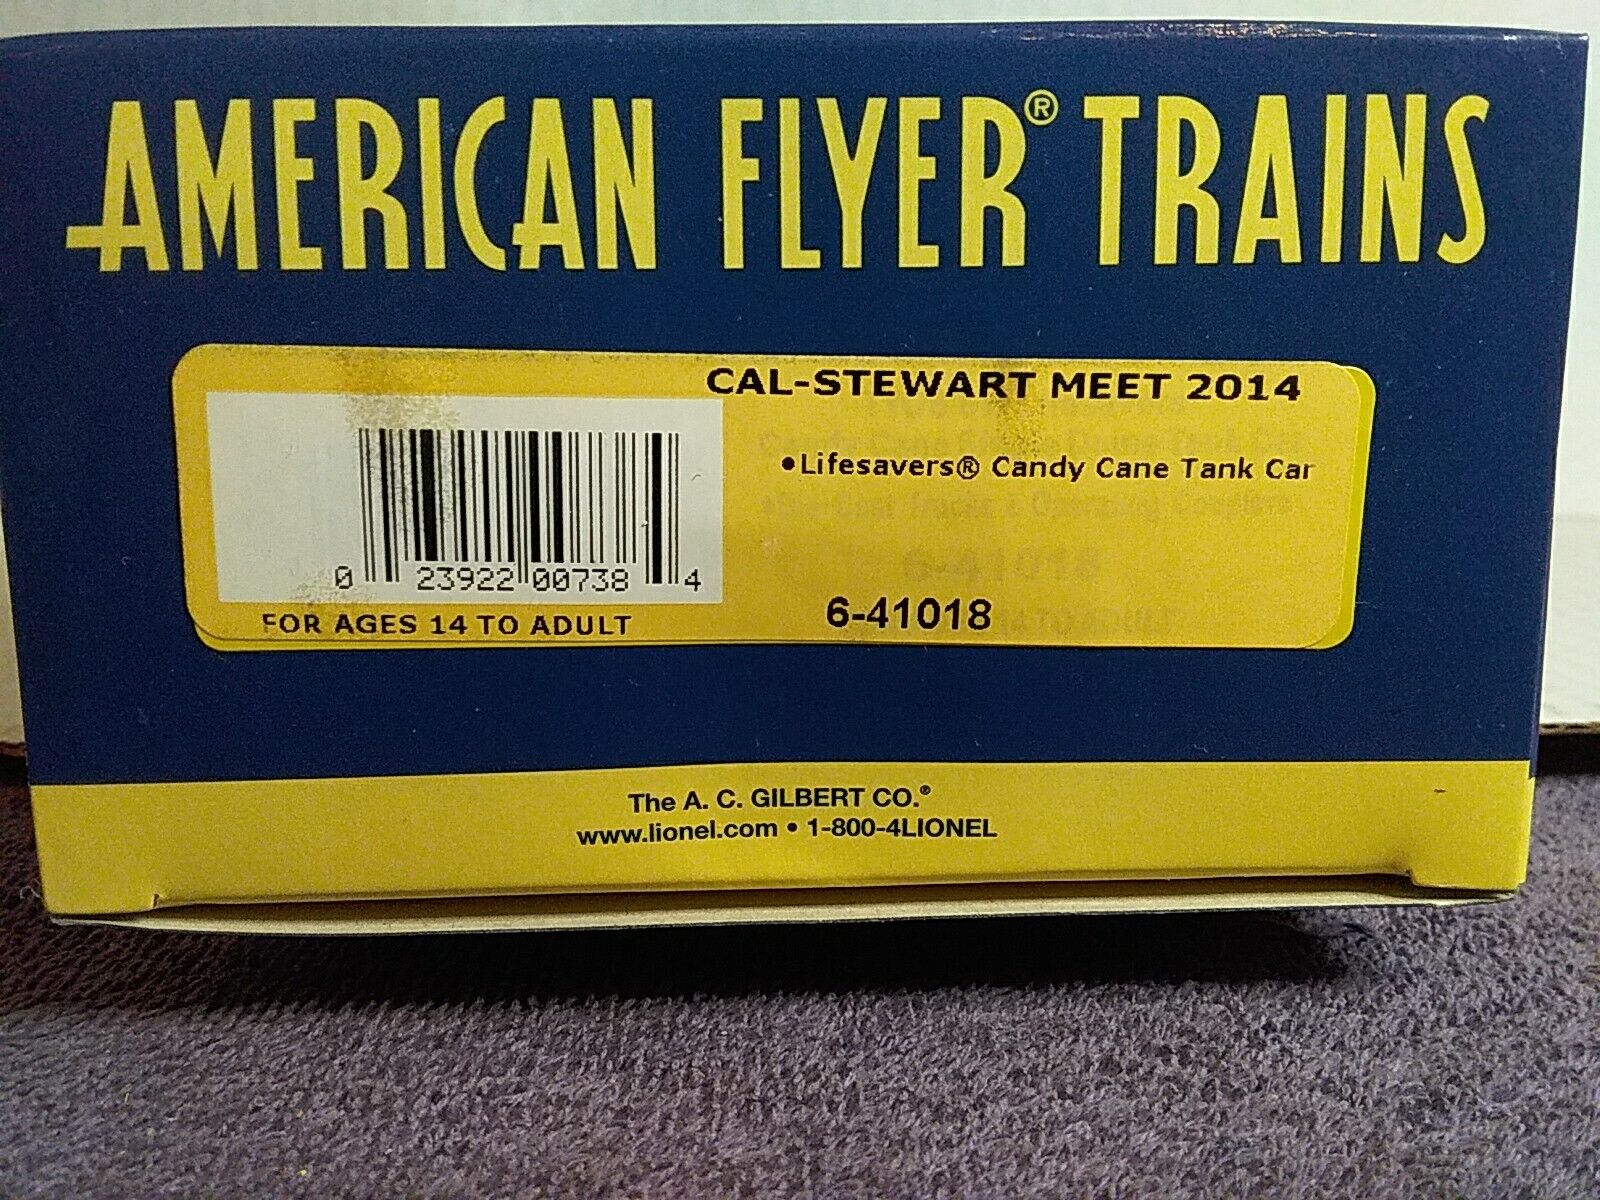 AMERICAN FLYER® TRAINS
CAL-STEWART MEET 2014
•Lifesavers® Candy Cane Tank Car
0 23922 00738 4
FOR AGES 14 TO ADULT
6-41018
The A. C. GILBERT CO.®
www.lionel.com • 1-800-4LIONEL